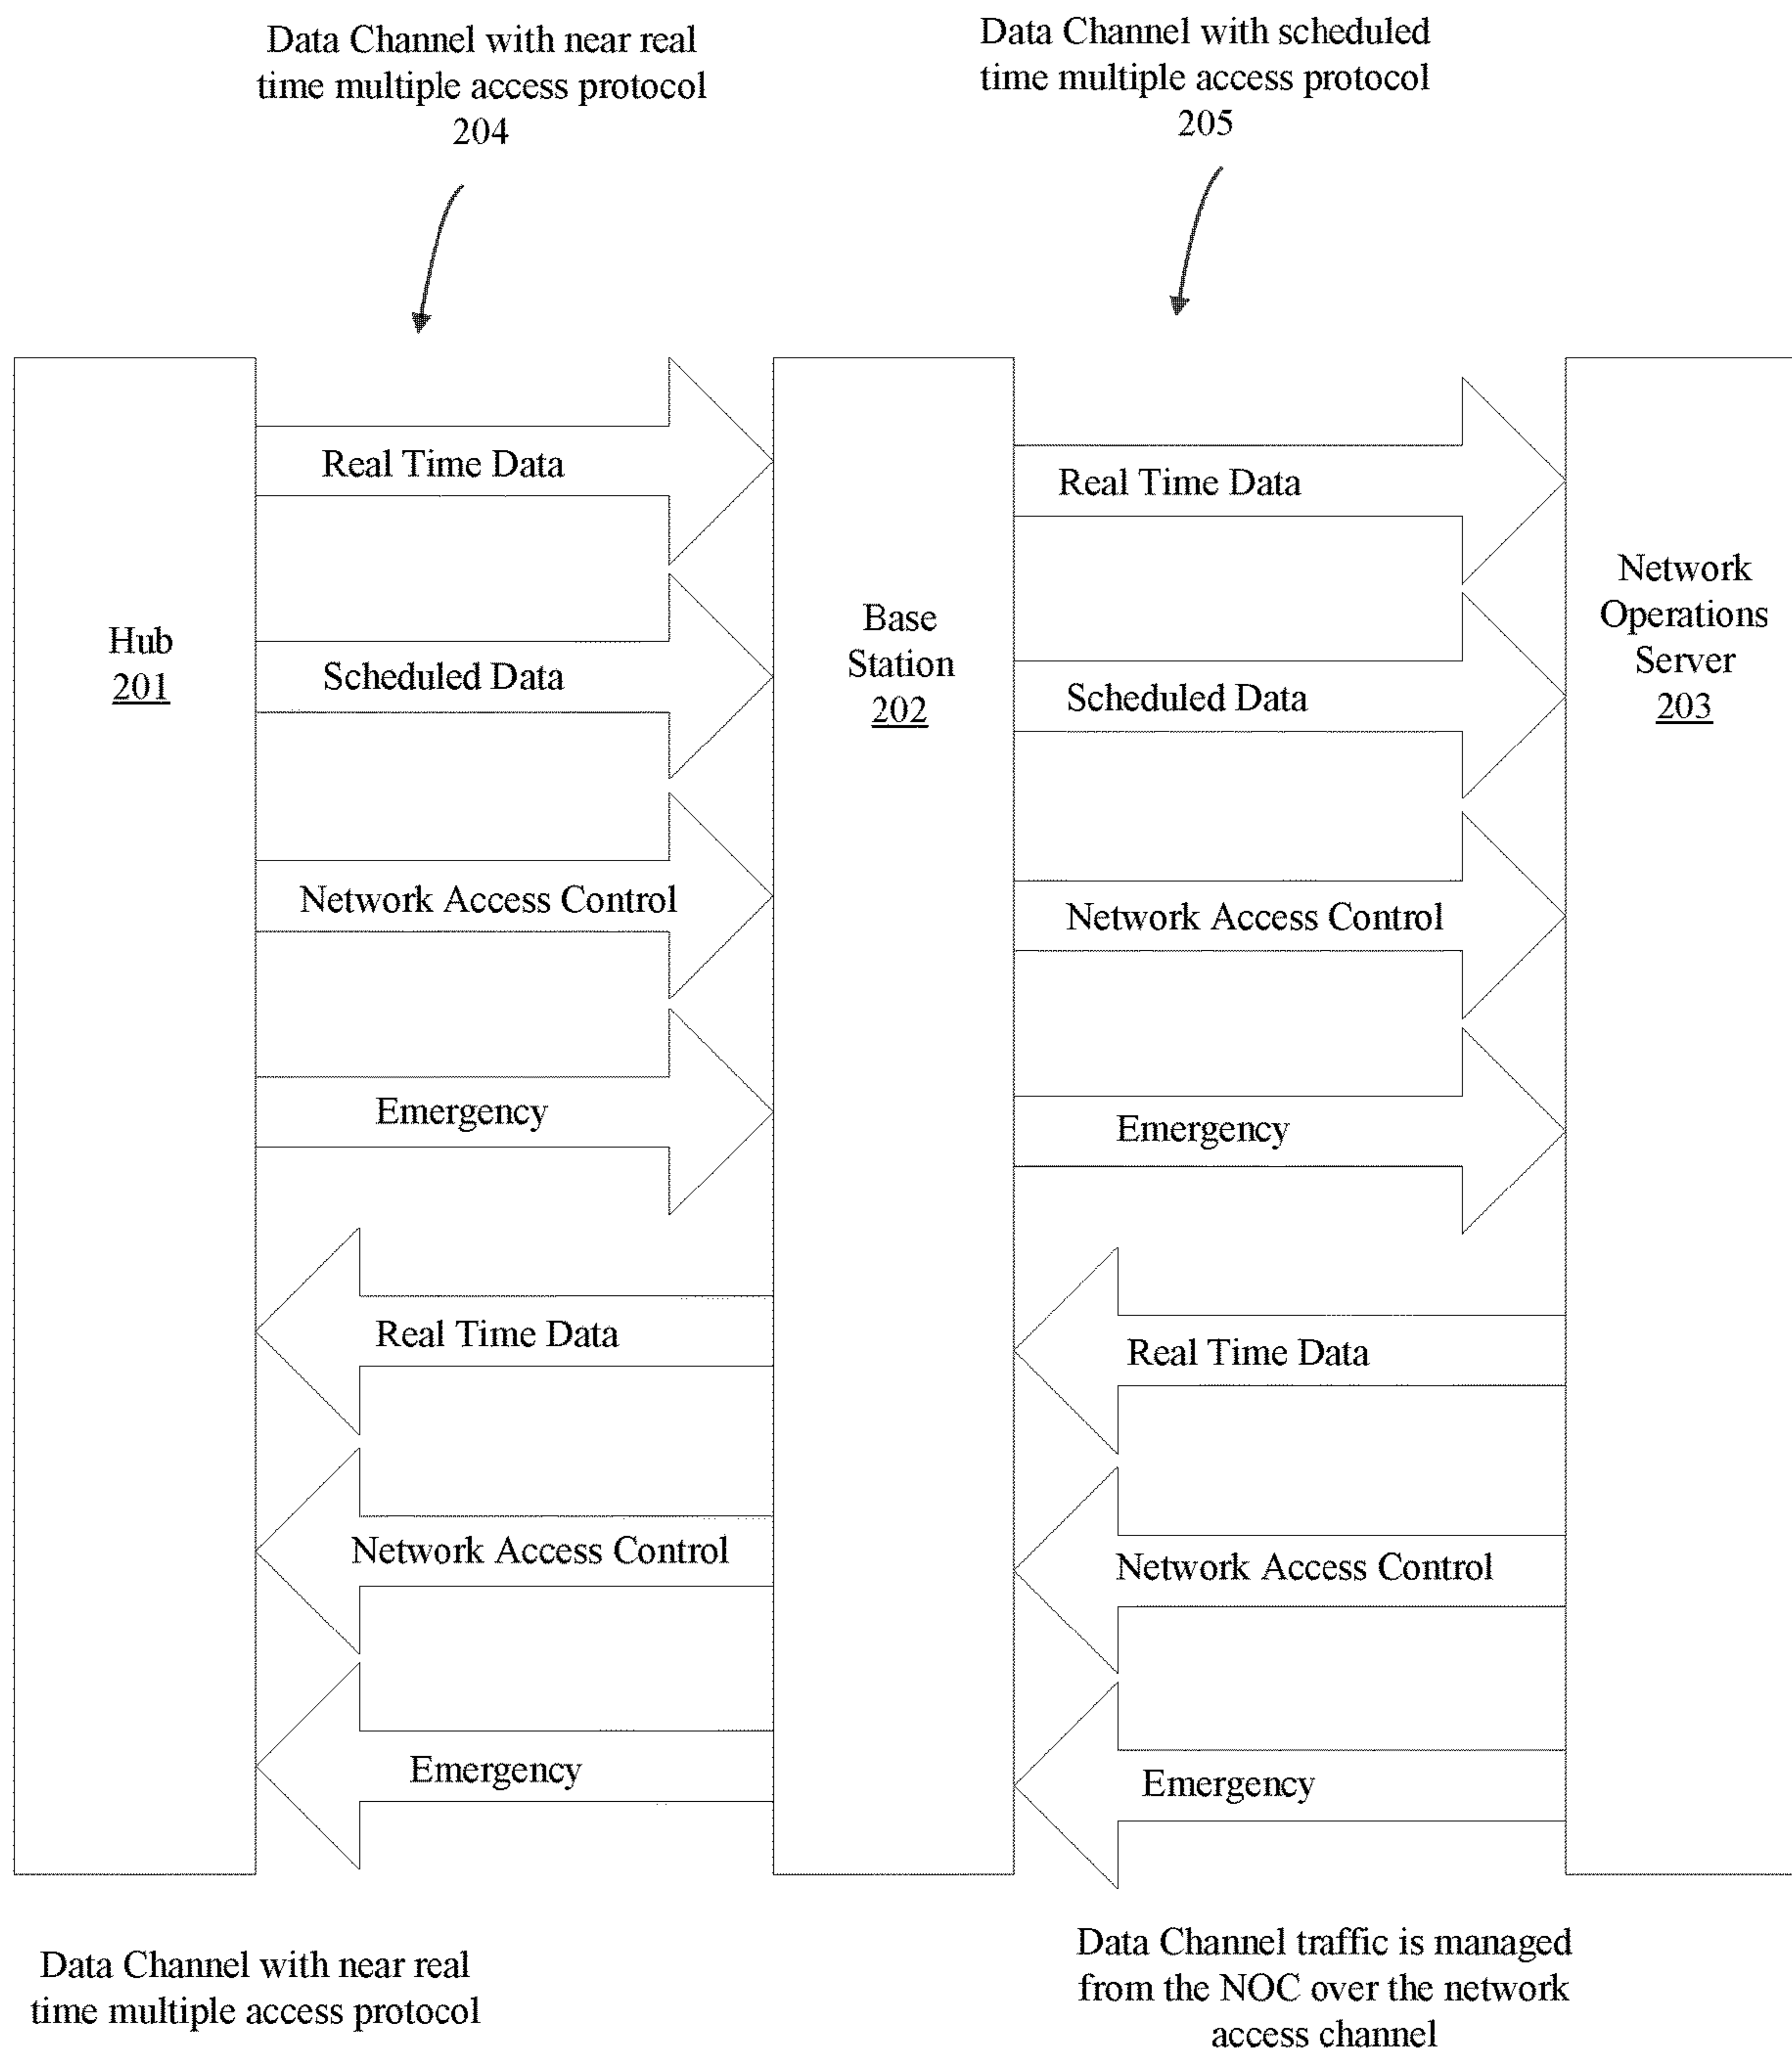 Data Channel with near real
time multiple access protocol
204
Data Channel with scheduled
time multiple access protocol
205
Hub
201
Base
Station
202
Network
Operations
Server
203
Real Time Data
Scheduled Data
Network Access Control
Emergency
Real Time Data
Network Access Control
Emergency
Real Time Data
Scheduled Data
Network Access Control
Emergency
Real Time Data
Network Access Control
Emergency
Data Channel with near real
time multiple access protocol
Data Channel traffic is managed
from the NOC over the network
access channel